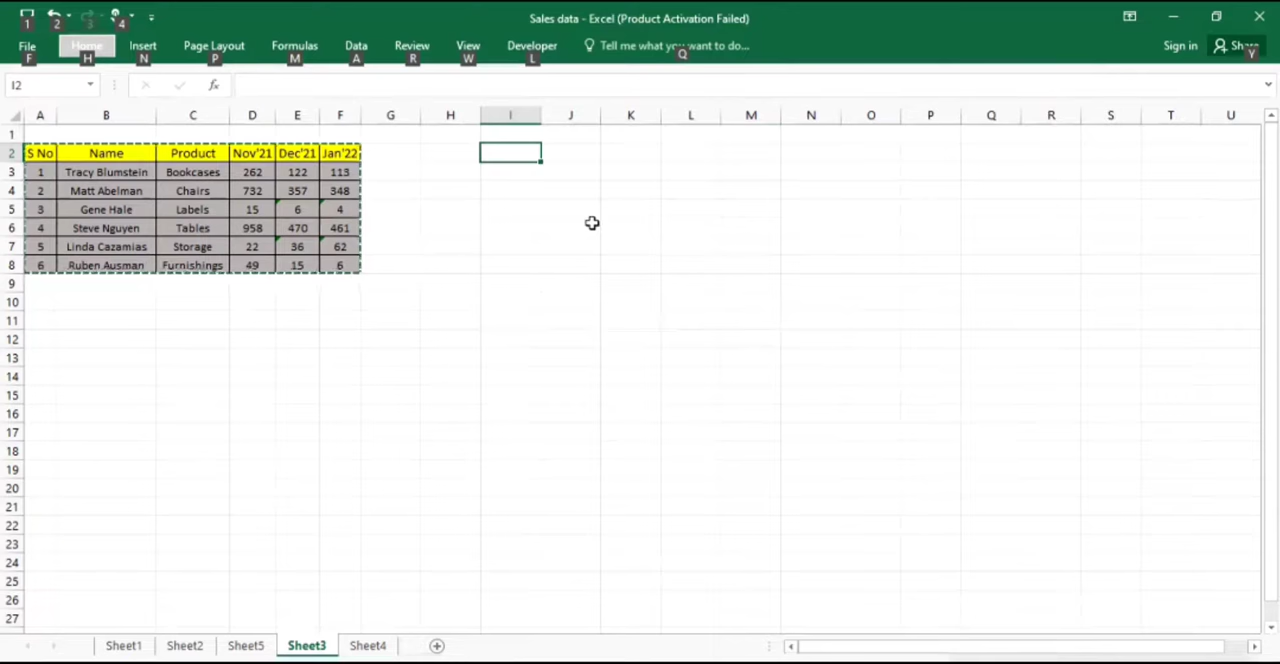 1 2 3 4
Sales data - Excel (Product Activation Failed)
File Home Insert Page Layout Formulas Data Review View Developer Tell me what you want to do... Sign in
F H N P M A R W L Q Y
I2 fx
A B C D E F G H I J K L M N O P Q R S T U
1
2 S No Name Product Nov'21 Dec'21 Jan'22
3 1 Tracy Blumstein Bookcases 262 122 113
4 2 Matt Abelman Chairs 732 357 348
5 3 Gene Hale Labels 15 6 4
6 4 Steve Nguyen Tables 958 470 461
7 5 Linda Cazamias Storage 22 36 62
8 6 Ruben Ausman Furnishings 49 15 6
9
10
11
12
13
14
15
16
17
18
19
20
21
22
23
24
25
26
27
Sheet1 Sheet2 Sheet5 Sheet3 Sheet4